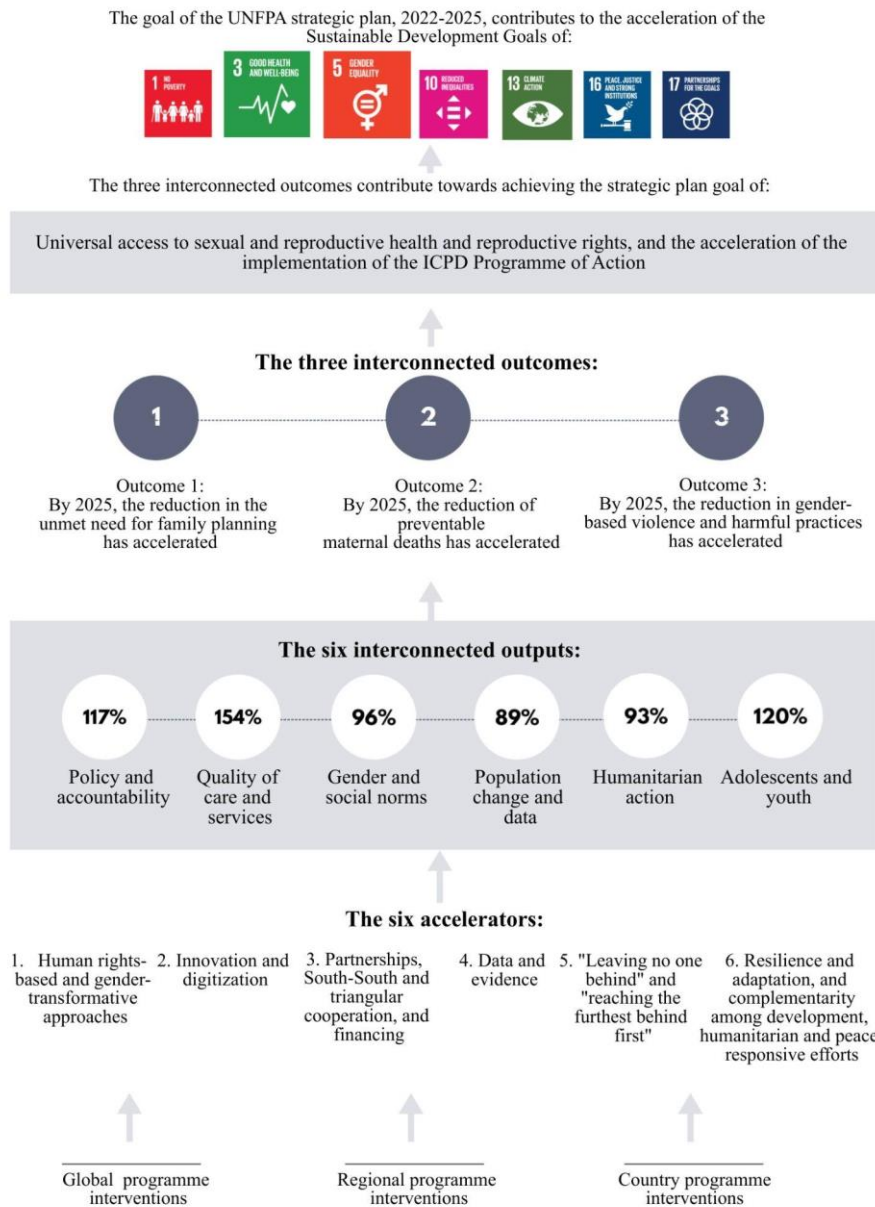 The goal of the UNFPA strategic plan, 2022-2025, contributes to the acceleration of the
Sustainable Development Goals of:
1 NO
POVERTY
3 GOOD HEALTH
AND WELL-BEING
5 GENDER
EQUALITY
10 REDUCED
INEQUALITIES
13 CLIMATE
ACTION
16 PEACE, JUSTICE
AND STRONG
INSTITUTIONS
17 PARTNERSHIPS
FOR THE GOALS
The three interconnected outcomes contribute towards achieving the strategic plan goal of:
Universal access to sexual and reproductive health and reproductive rights, and the acceleration of the
implementation of the ICPD Programme of Action
The three interconnected outcomes:
1
2
3
Outcome 1:
By 2025, the reduction in the
unmet need for family planning
has accelerated
Outcome 2:
By 2025, the reduction of
preventable
maternal deaths has accelerated
Outcome 3:
By 2025, the reduction in gender-
based violence and harmful practices
has accelerated
The six interconnected outputs:
117%
154%
96%
89%
93%
120%
Policy and
accountability
Quality of
care and
services
Gender and
social norms
Population
change and
data
Humanitarian
action
Adolescents and
youth
The six accelerators:
1. Human rights-
based and gender-
transformative
approaches
2. Innovation and
digitization
3. Partnerships,
South-South and
triangular
cooperation, and
financing
4. Data and
evidence
5. "Leaving no one
behind" and
"reaching the
furthest behind
first"
6. Resilience and
adaptation, and
complementarity
among development,
humanitarian and peace
responsive efforts
Global programme
interventions
Regional programme
interventions
Country programme
interventions